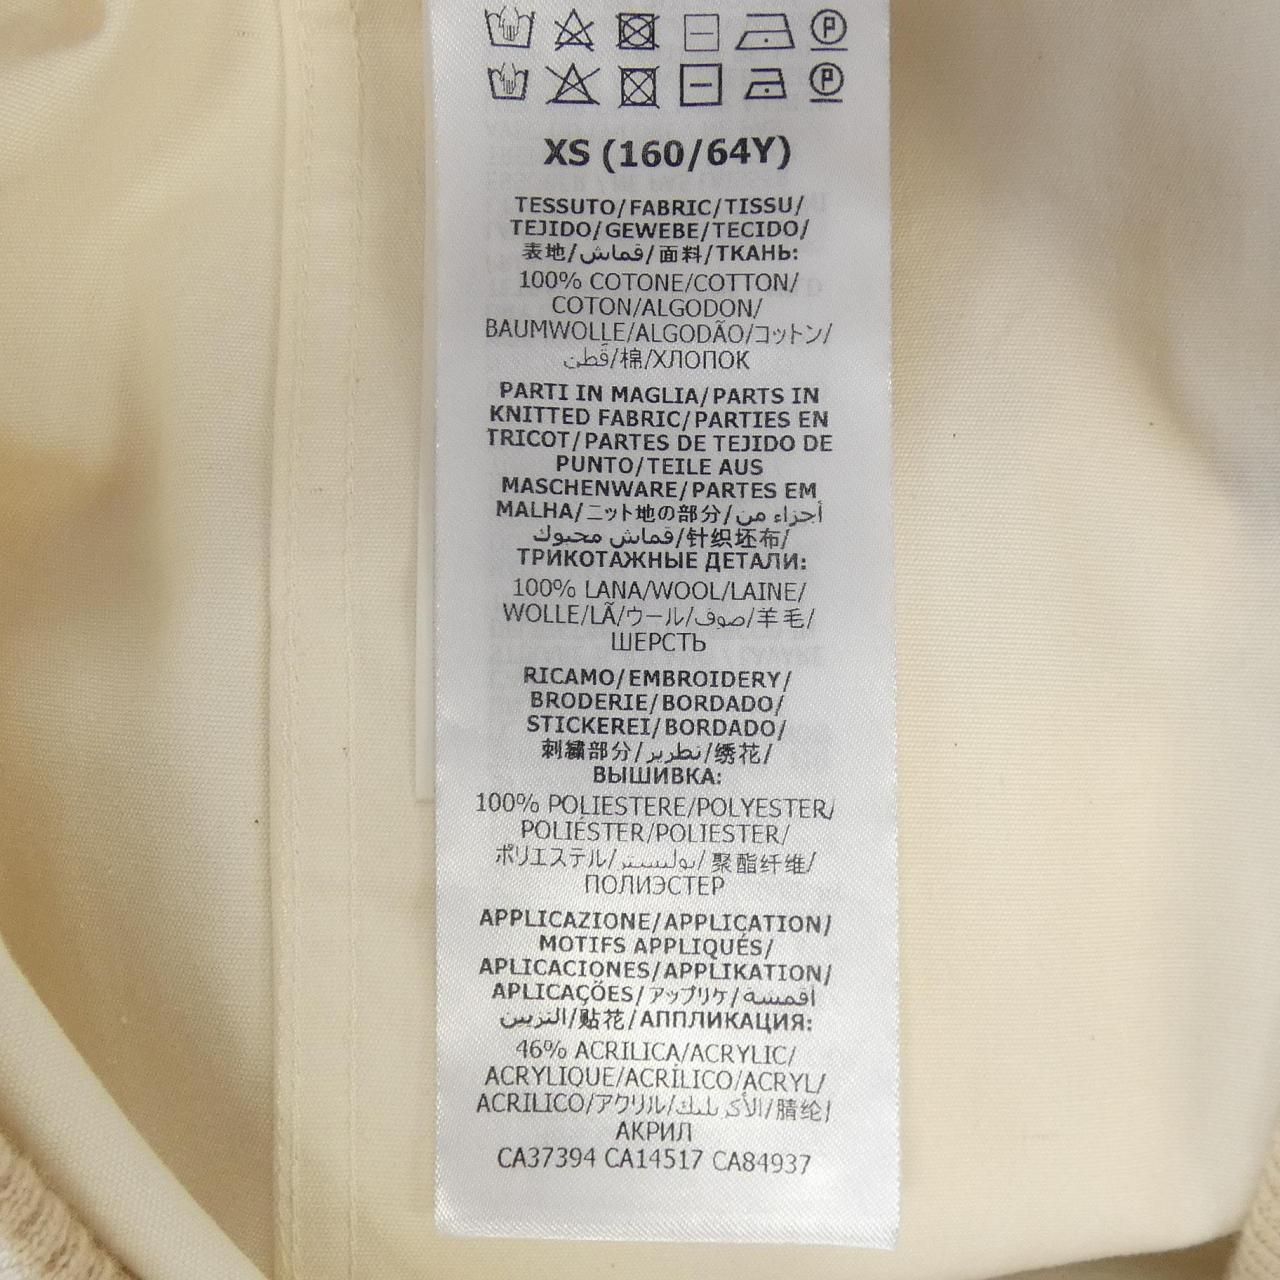 XS (160/64Y)
TESSUTO/FABRIC/TISSU/
TEJIDO/GEWEBE/TECIDO/
表地/قماش/面料/ТКАНЬ:
100% COTONE/COTTON/
COTON/ALGODON/
BAUMWOLLE/ALGODÃO/コットン/
قطن/棉/ХЛОПОК
PARTI IN MAGLIA/PARTS IN
KNITTED FABRIC/PARTIES EN
TRICOT/PARTES DE TEJIDO DE
PUNTO/TEILE AUS
MASCHENWARE/PARTES EM
MALHA/ニット地の部分/أجزاء من
قماش محبوك/针织坯布/
ТРИКОТАЖНЫЕ ДЕТАЛИ:
100% LANA/WOOL/LAINE/
WOLLE/LÃ/ウール/صوف/羊毛/
ШЕРСТЬ
RICAMO/EMBROIDERY/
BRODERIE/BORDADO/
STICKEREI/BORDADO/
刺繍部分/تطريز/绣花/
ВЫШИВКА:
100% POLIESTERE/POLYESTER/
POLIÉSTER/POLIESTER/
ポリエステル/بوليستر/聚酯纤维/
ПОЛИЭСТЕР
APPLICAZIONE/APPLICATION/
MOTIFS APPLIQUÉS/
APLICACIONES/APPLIKATION/
APLICAÇÕES/アップリケ/أقمشة
التزيين/贴花/АППЛИКАЦИЯ:
46% ACRILICA/ACRYLIC/
ACRYLIQUE/ACRÍLICO/ACRYL/
ACRILICO/アクリル/الأكريليك/腈纶/
АКРИЛ
CA37394 CA14517 CA84937